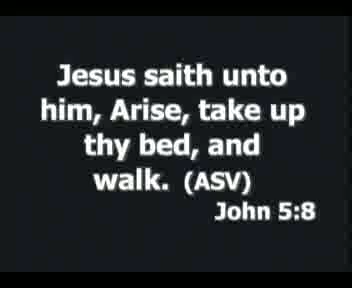 Jesus saith unto
him, Arise, take up
thy bed, and
walk. (ASV)
John 5:8